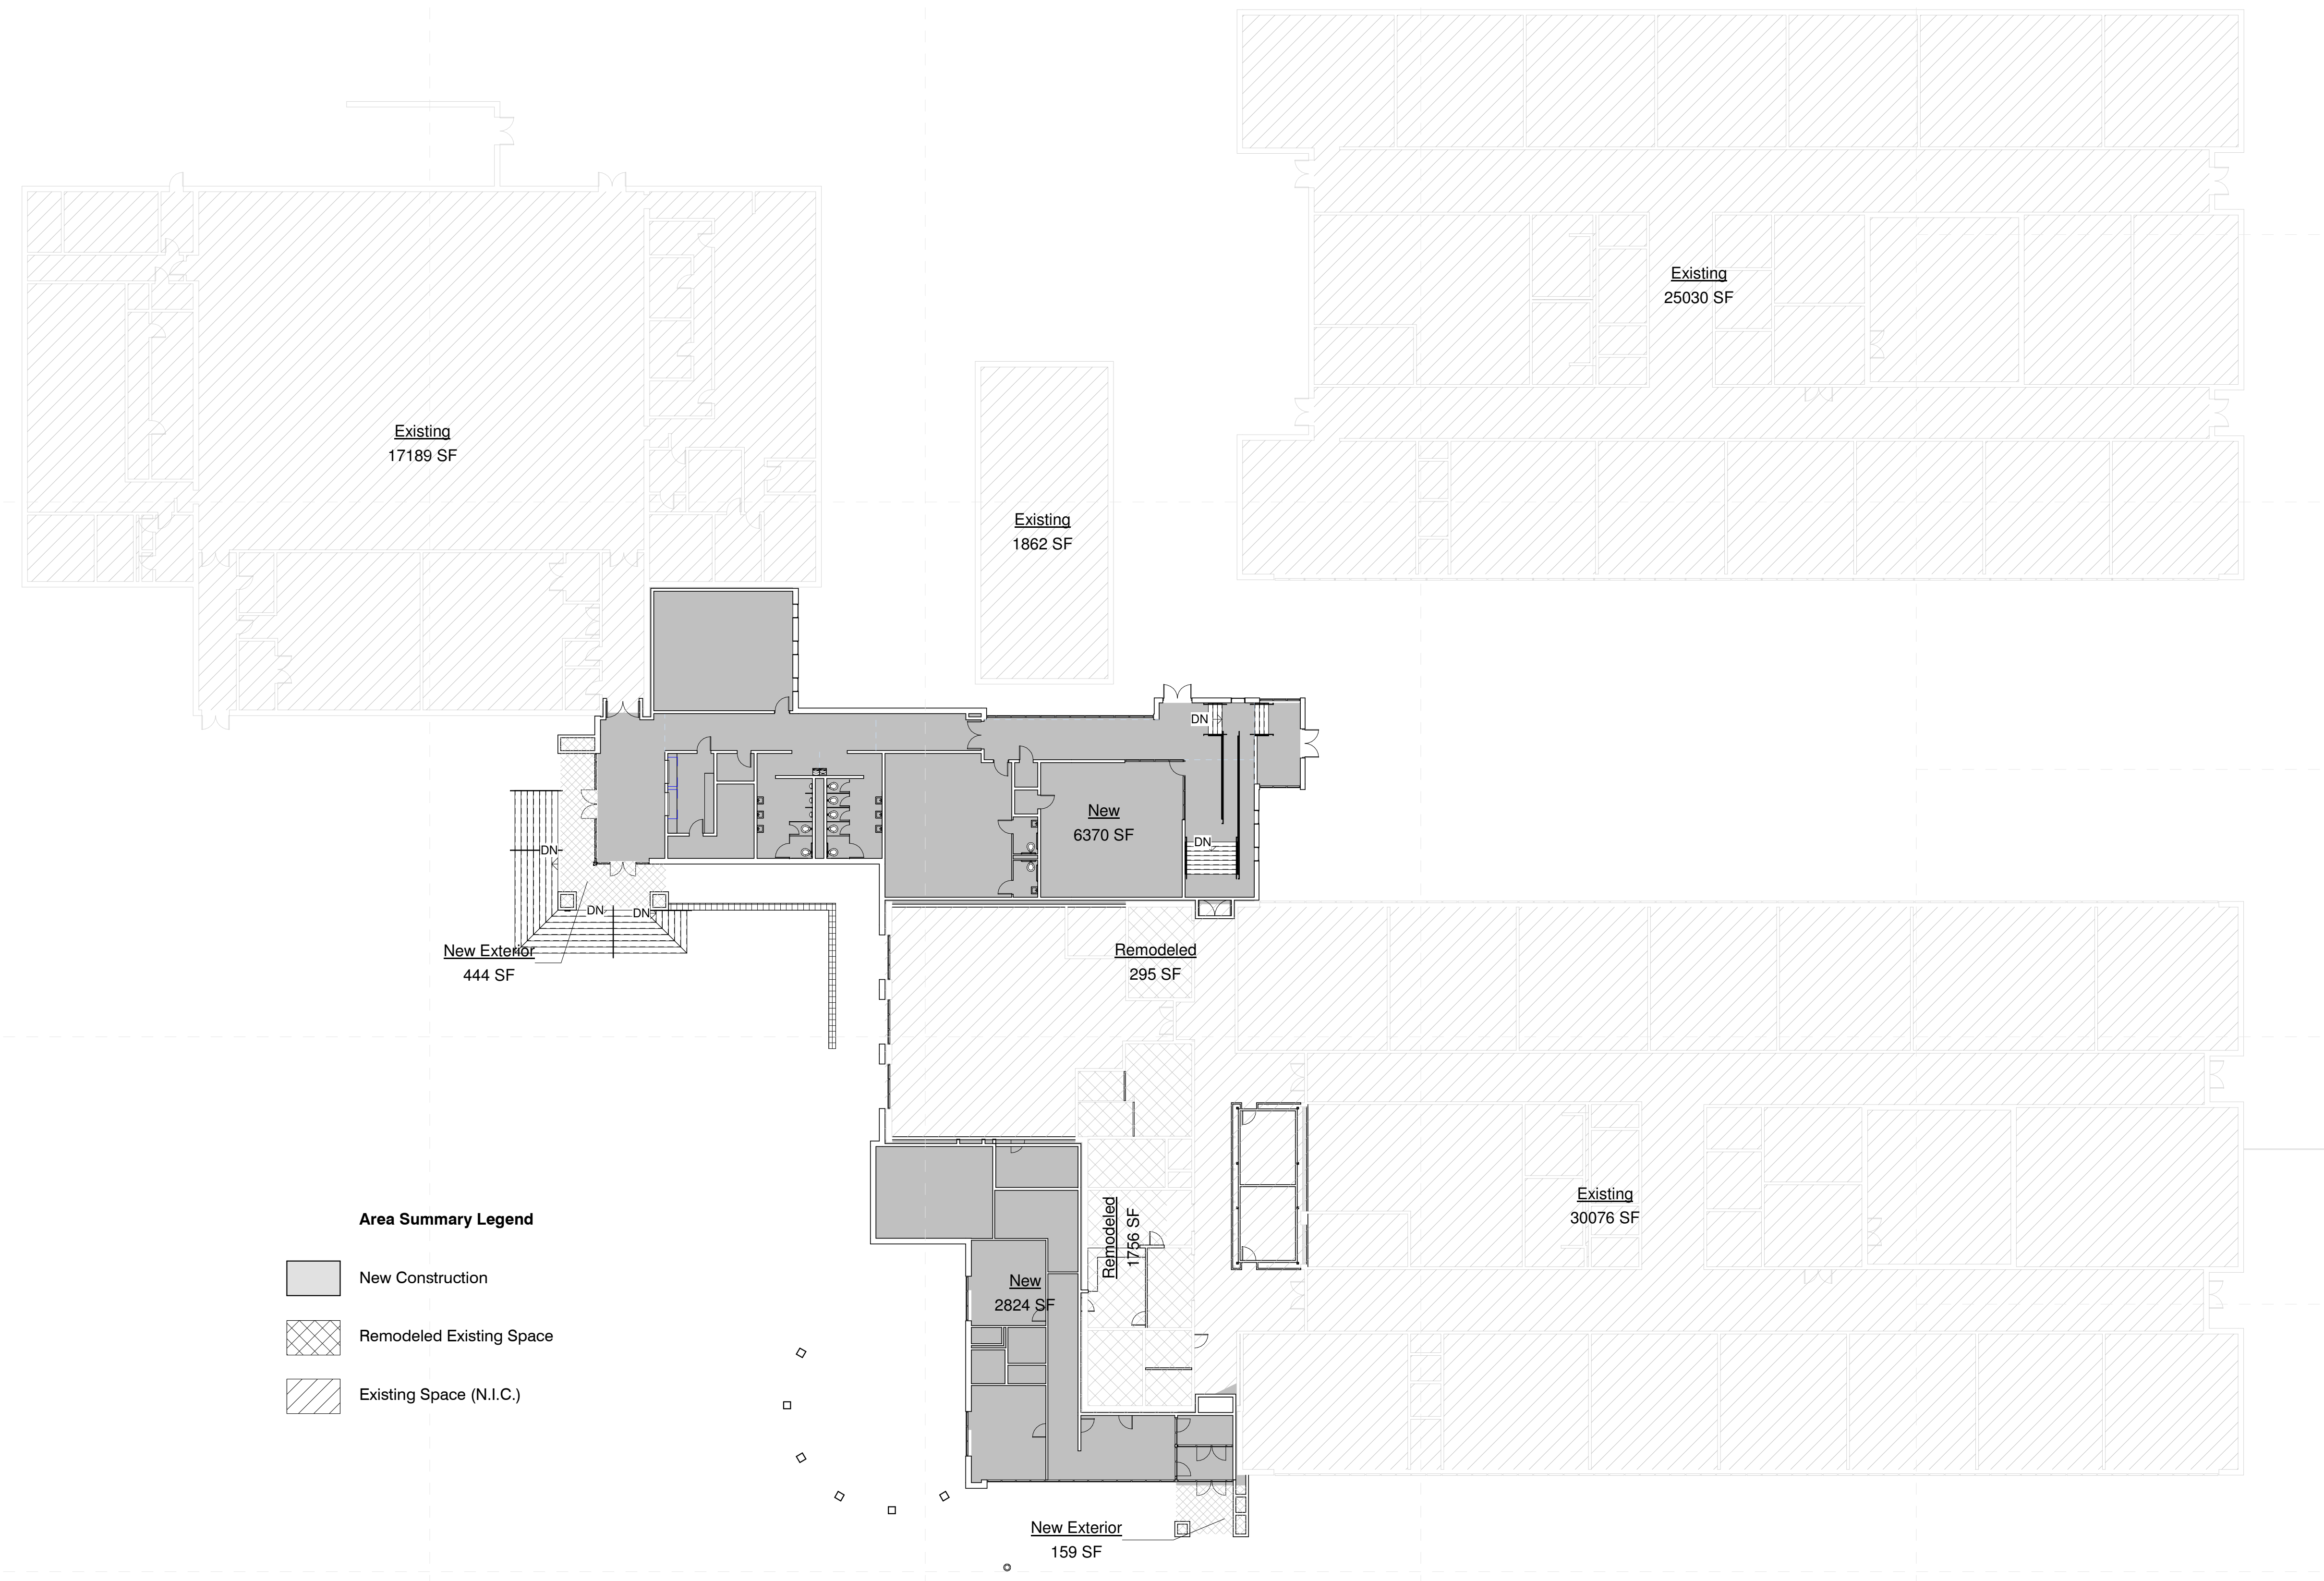 Existing
25030 SF
Existing
17189 SF
Existing
1862 SF
DN
New
6370 SF
DN
DN
DN
DN
New Exterior
444 SF
Remodeled
295 SF
Existing
30076 SF
Remodeled
1756 SF
Area Summary Legend
New Construction
Remodeled Existing Space
Existing Space (N.I.C.)
New
2824 SF
New Exterior
159 SF